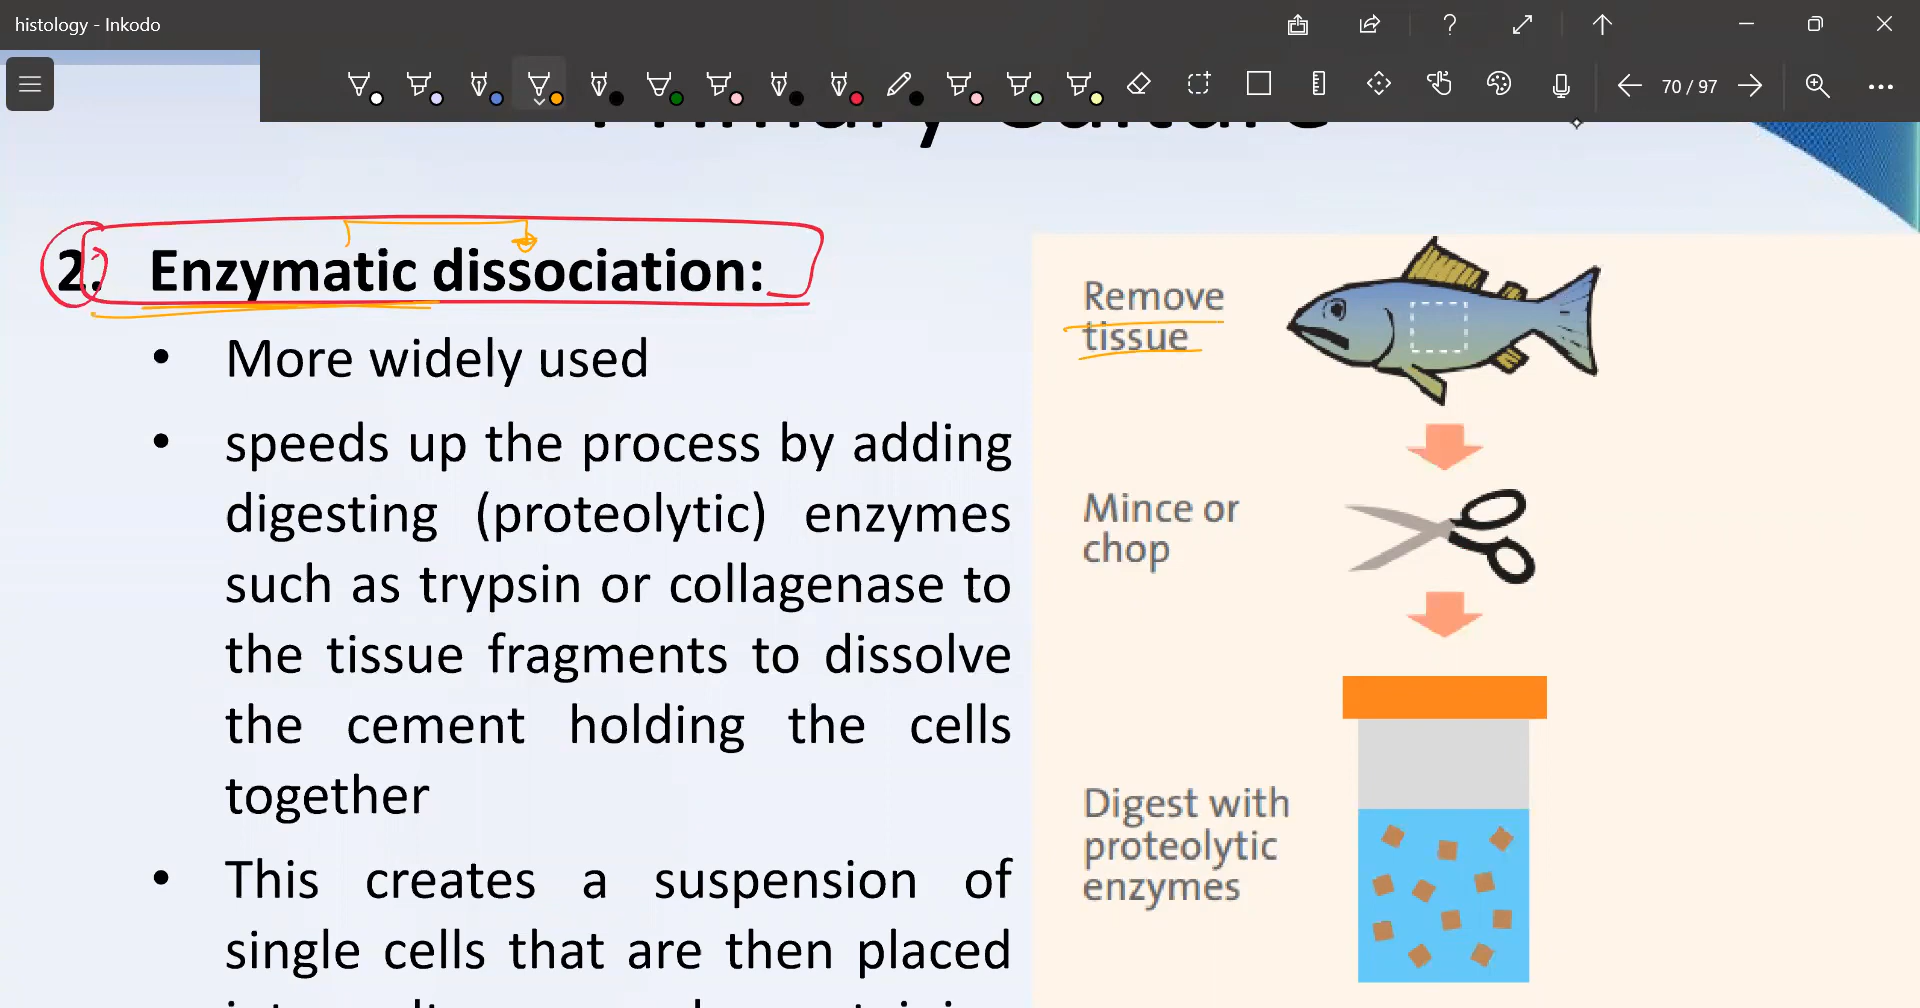 histology - Inkodo
70 / 97
Primary Culture
2. Enzymatic dissociation:
• More widely used
• speeds up the process by adding
digesting (proteolytic) enzymes
such as trypsin or collagenase to
the tissue fragments to dissolve
the cement holding the cells
together
• This creates a suspension of
single cells that are then placed
Remove
tissue
Mince or
chop
Digest with
proteolytic
enzymes